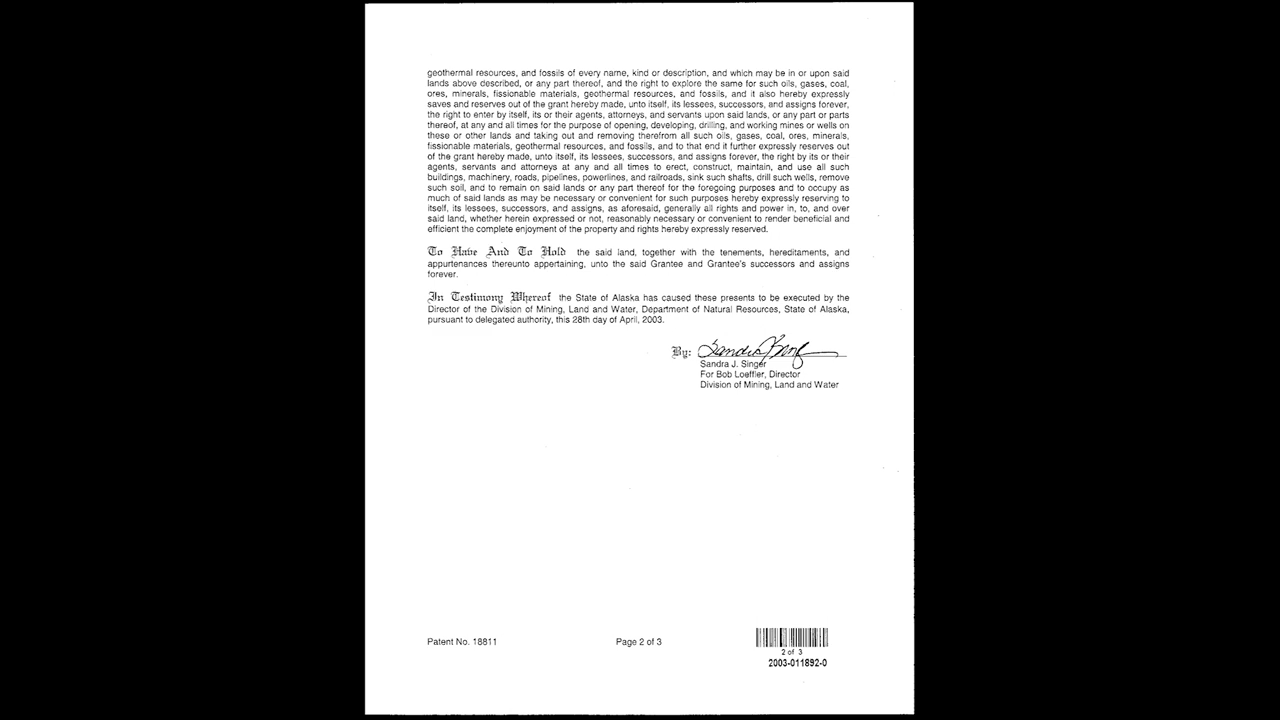 geothermal resources, and fossils of every name, kind or description, and which may be in or upon said
lands above described, or any part thereof, and the right to explore the same for such oils, gases, coal,
ores, minerals, fissionable materials, geothermal resources, and fossils, and it also hereby expressly
saves and reserves out of the grant hereby made, unto itself, its lessees, successors, and assigns forever,
the right to enter by itself, its or their agents, attorneys, and servants upon said lands, or any part or parts
thereof, at any and all times for the purpose of opening, developing, drilling, and working mines or wells on
these or other lands and taking out and removing therefrom all such oils, gases, coal, ores, minerals,
fissionable materials, geothermal resources, and fossils, and to that end it further expressly reserves out
of the grant hereby made, unto itself, its lessees, successors, and assigns forever, the right by its or their
agents, servants and attorneys at any and all times to erect, construct, maintain, and use all such
buildings, machinery, roads, pipelines, powerlines, and railroads, sink such shafts, drill such wells, remove
such soil, and to remain on said lands or any part thereof for the foregoing purposes and to occupy as
much of said lands as may be necessary or convenient for such purposes hereby expressly reserving to
itself, its lessees, successors, and assigns, as aforesaid, generally all rights and power in, to, and over
said land, whether herein expressed or not, reasonably necessary or convenient to render beneficial and
efficient the complete enjoyment of the property and rights hereby expressly reserved.
To Have And To Hold the said land, together with the tenements, hereditaments, and
appurtenances thereunto appertaining, unto the said Grantee and Grantee's successors and assigns
forever.
In Testimony Whereof the State of Alaska has caused these presents to be executed by the
Director of the Division of Mining, Land and Water, Department of Natural Resources, State of Alaska,
pursuant to delegated authority, this 28th day of April, 2003.
By:
Sandra J. Singer
For Bob Loeffler, Director
Division of Mining, Land and Water
Patent No. 18811
Page 2 of 3
2 of 3
2003-011892-0